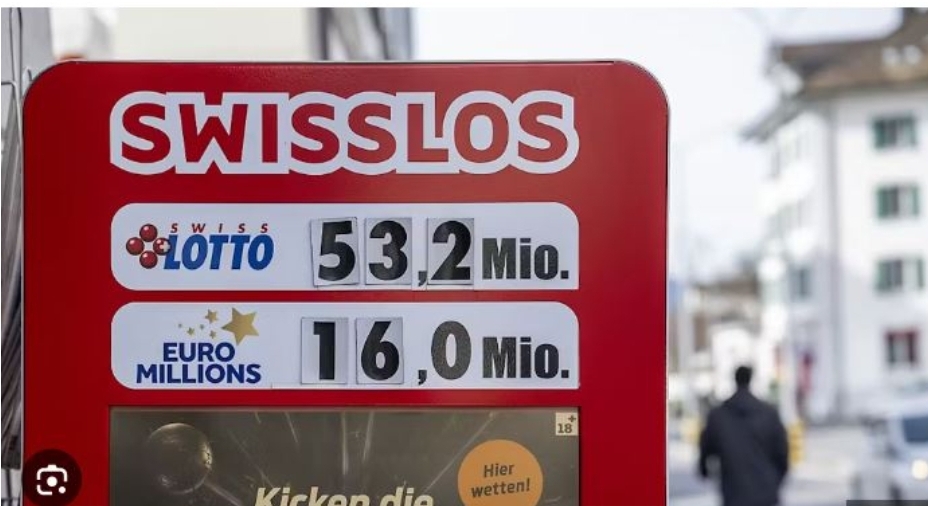 SWISSLOS
SWISS
LOTTO 53,2 Mio.
EURO
MILLIONS 16,0 Mio.
18+
Hier
wetten!
Kicken die